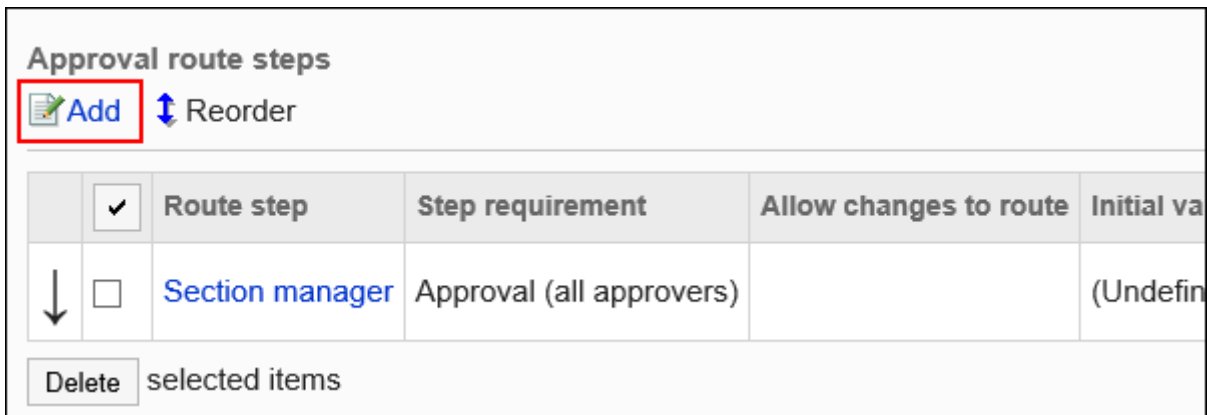 Approval route steps
Add Reorder
Route step Step requirement Allow changes to route Initial va
Section manager Approval (all approvers) (Undefin
Delete selected items